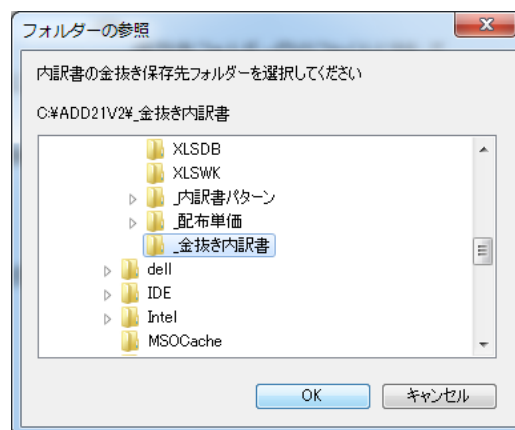 フォルダーの参照
内訳書の金抜き保存先フォルダーを選択してください
C:¥ADD21V2¥_金抜き内訳書
XLSDB
XLSWK
_内訳書パターン
_配布単価
_金抜き内訳書
dell
IDE
Intel
MSOCache
OK キャンセル